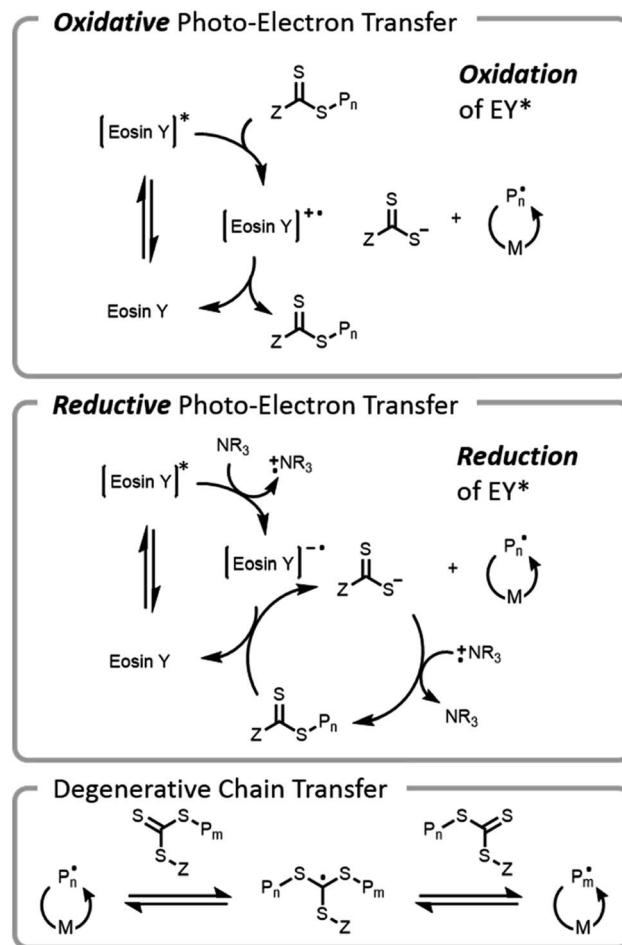 Oxidative Photo-Electron Transfer
S
Z S Pn
Oxidation
of EY*
[Eosin Y]*
[Eosin Y]+•
S
Z S−
+
Pn•
M
Eosin Y
S
Z S Pn
Reductive Photo-Electron Transfer
NR3 +•NR3
Reduction
of EY*
[Eosin Y]*
[Eosin Y]−•
S
Z S−
+
Pn•
M
Eosin Y
+•NR3
S
Z S Pn
NR3
Degenerative Chain Transfer
S S Pm
S Z
Pn S S
S Z
Pn•
M
Pn S • S Pm
S Z
Pm•
M